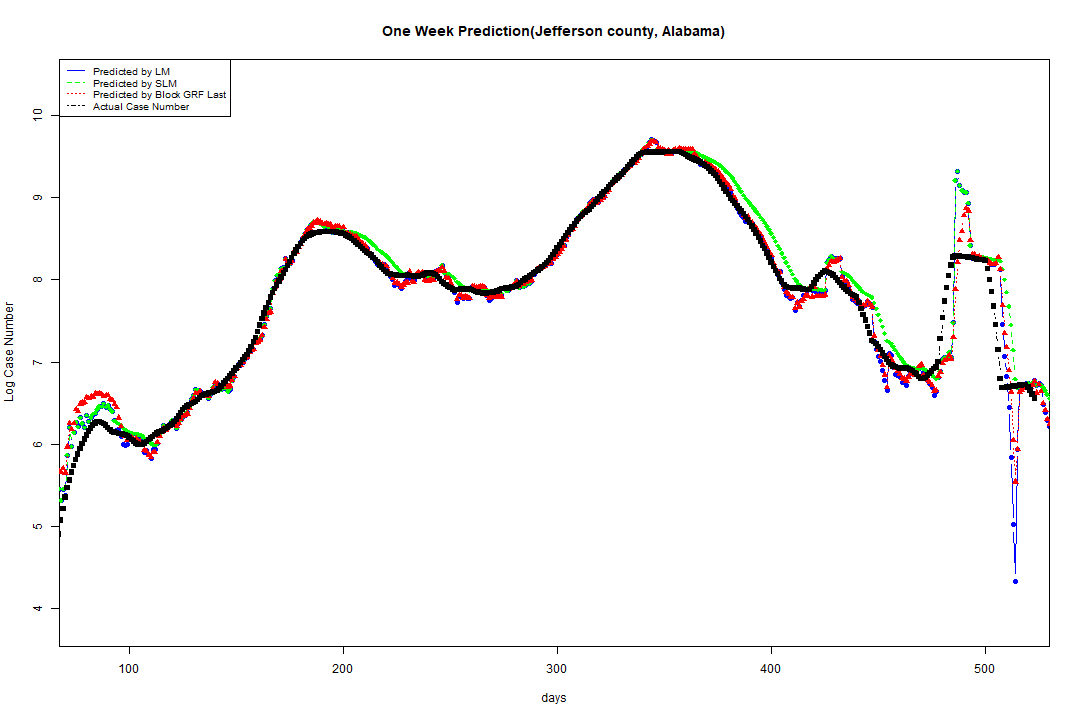 One Week Prediction(Jefferson county, Alabama)
Predicted by LM
Predicted by SLM
Predicted by Block GRF Last
Actual Case Number
10
9
8
7
6
5
4
Log Case Number
100 200 300 400 500
days